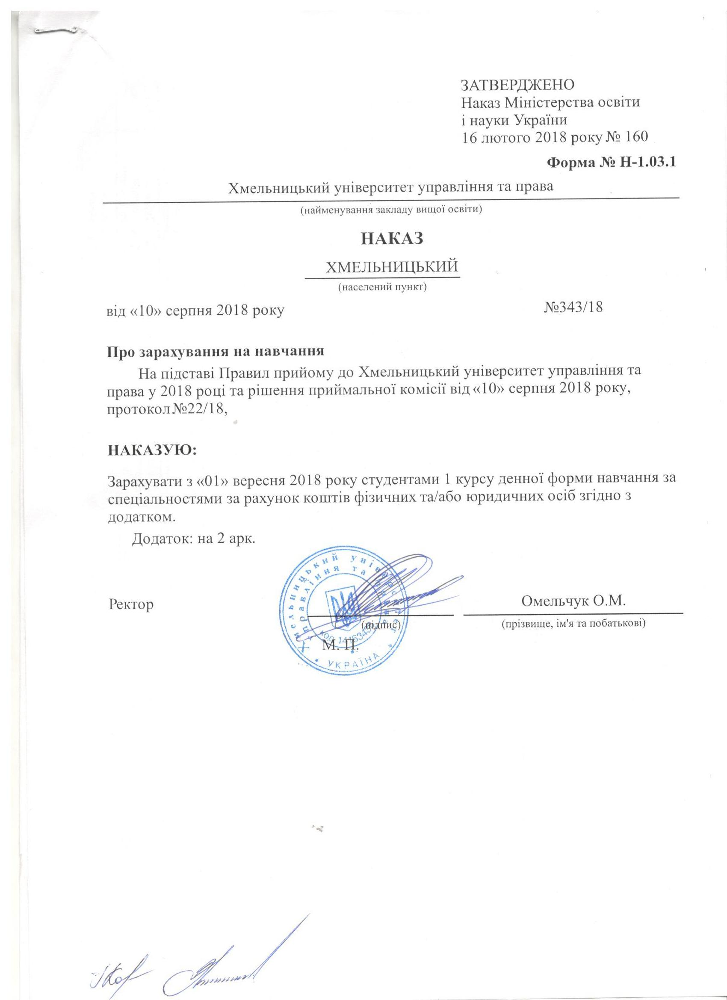 ЗАТВЕРДЖЕНО
Наказ Міністерства освіти
і науки України
16 лютого 2018 року № 160
Форма № Н-1.03.1
Хмельницький університет управління та права
(найменування закладу вищої освіти)
НАКАЗ
ХМЕЛЬНИЦЬКИЙ
(населений пункт)
від «10» серпня 2018 року №343/18
Про зарахування на навчання
На підставі Правил прийому до Хмельницький університет управління та
права у 2018 році та рішення приймальної комісії від «10» серпня 2018 року,
протокол №22/18,
НАКАЗУЮ:
Зарахувати з «01» вересня 2018 року студентами 1 курсу денної форми навчання за
спеціальностями за рахунок коштів фізичних та/або юридичних осіб згідно з
додатком.
Додаток: на 2 арк.
Хмельницький університет
управління та права
Ректор Омельчук О.М.
(підпис) (прізвище, ім'я та побатькові)
код
М. П.
* УКРАЇНА *